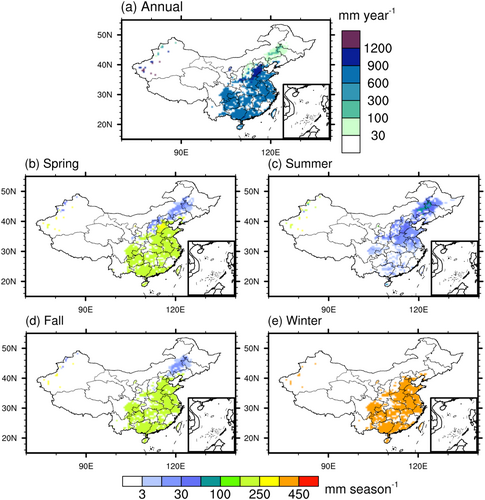 (a) Annual
mm year-1
50N
40N
30N
20N
90E
120E
1200
900
600
300
100
30
(b) Spring
(c) Summer
50N
40N
30N
20N
50N
40N
30N
20N
90E
120E
90E
120E
(d) Fall
(e) Winter
50N
40N
30N
20N
50N
40N
30N
20N
90E
120E
90E
120E
3
30
100
250
450
mm season-1